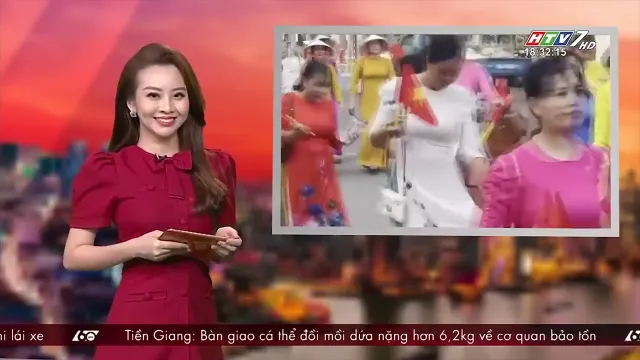 HTV7 HD
18:32:15
hi lái xe 60 Tiền Giang: Bàn giao cá thể đồi mồi dứa nặng hơn 6,2kg về cơ quan bảo tồn